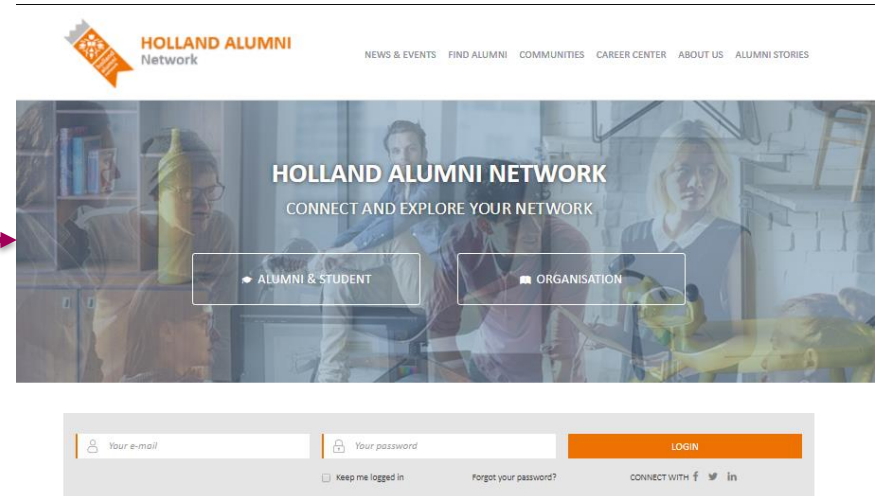 HOLLAND ALUMNI
Network
NEWS & EVENTS FIND ALUMNI COMMUNITIES CAREER CENTER ABOUT US ALUMNI STORIES
HOLLAND ALUMNI NETWORK
CONNECT AND EXPLORE YOUR NETWORK
ALUMNI & STUDENT ORGANISATION
Your e-mail Your password LOGIN
Keep me logged in Forgot your password? CONNECT WITH